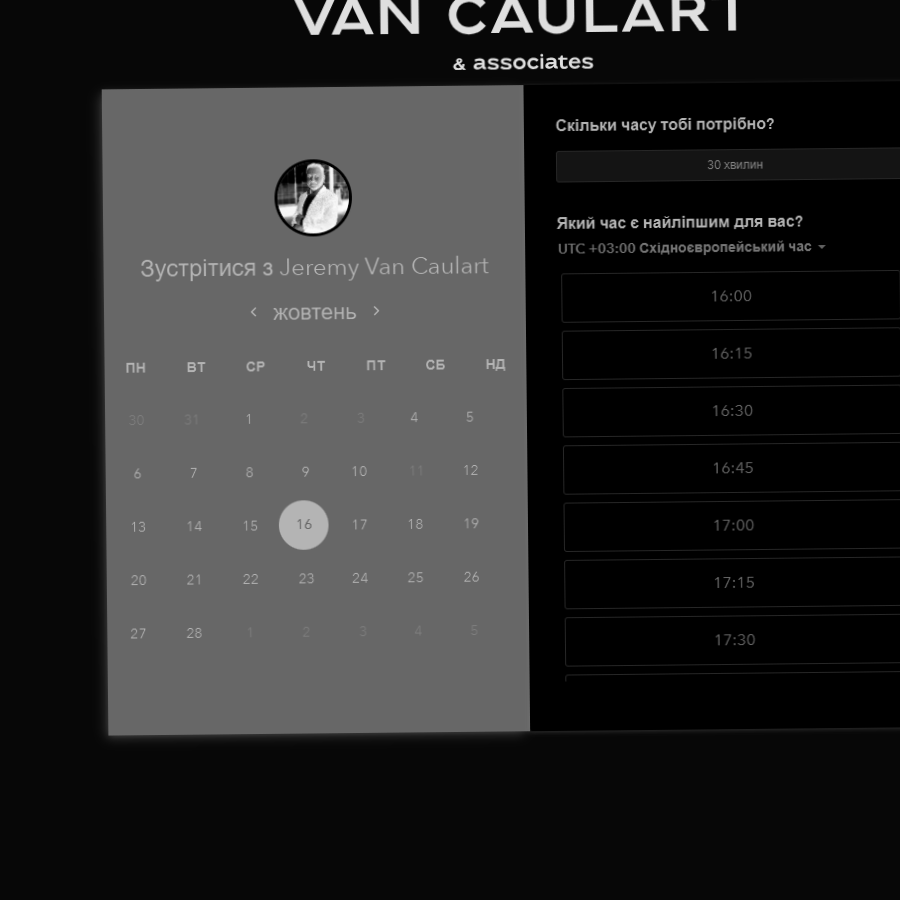 VAN CAULART
& associates
Зустрітися з Jeremy Van Caulart
жовтень
ПН ВТ СР ЧТ ПТ СБ НД
30 31 1 2 3 4 5
6 7 8 9 10 11 12
13 14 15 16 17 18 19
20 21 22 23 24 25 26
27 28 1 2 3 4 5
Скільки часу тобі потрібно?
30 хвилин
Який час є найліпшим для вас?
UTC +03:00 Східноєвропейський час
16:00
16:15
16:30
16:45
17:00
17:15
17:30